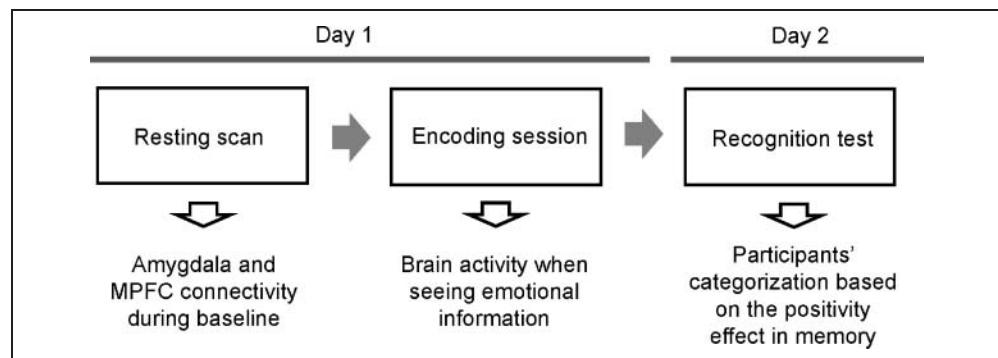 Day 1
Day 2
Resting scan
Encoding session
Recognition test
Amygdala and
MPFC connectivity
during baseline
Brain activity when
seeing emotional
information
Participants'
categorization based
on the positivity
effect in memory